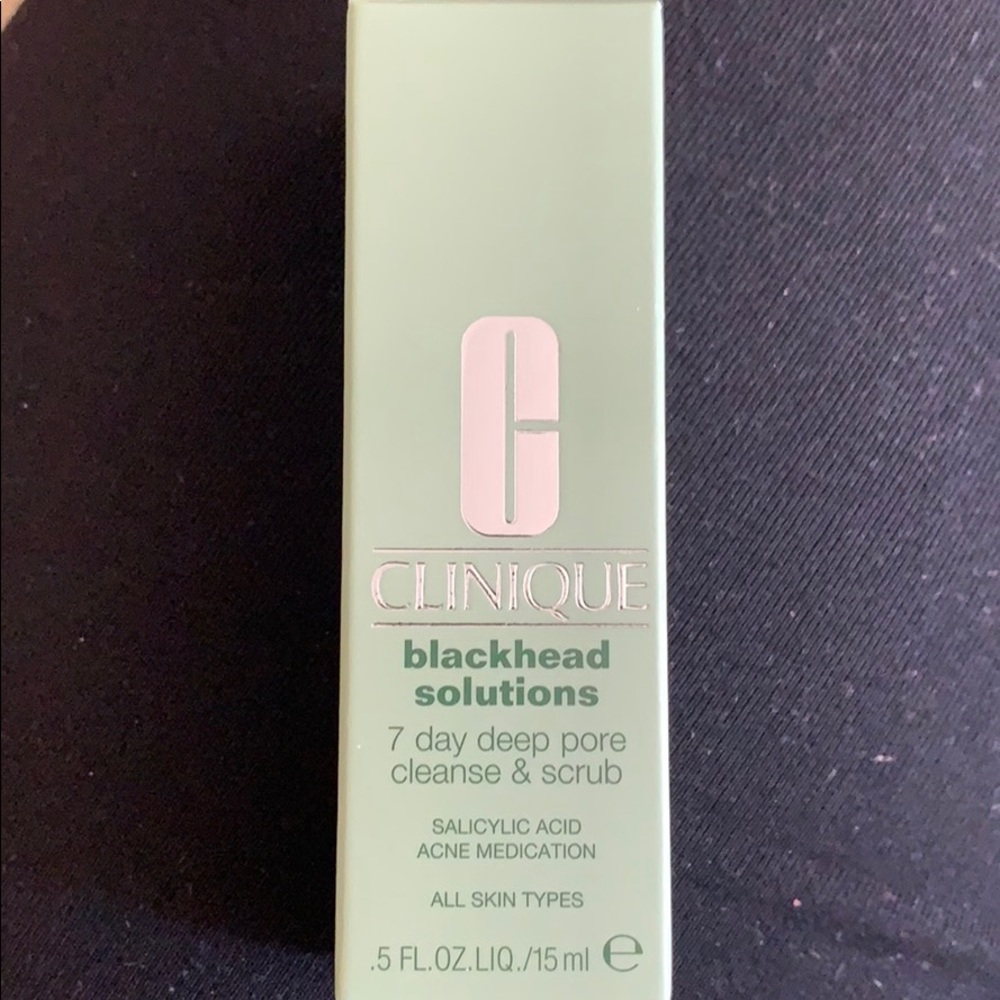 C
CLINIQUE
blackhead
solutions
7 day deep pore
cleanse & scrub
SALICYLIC ACID
ACNE MEDICATION
ALL SKIN TYPES
.5 FL.OZ.LIQ./15 ml ℮